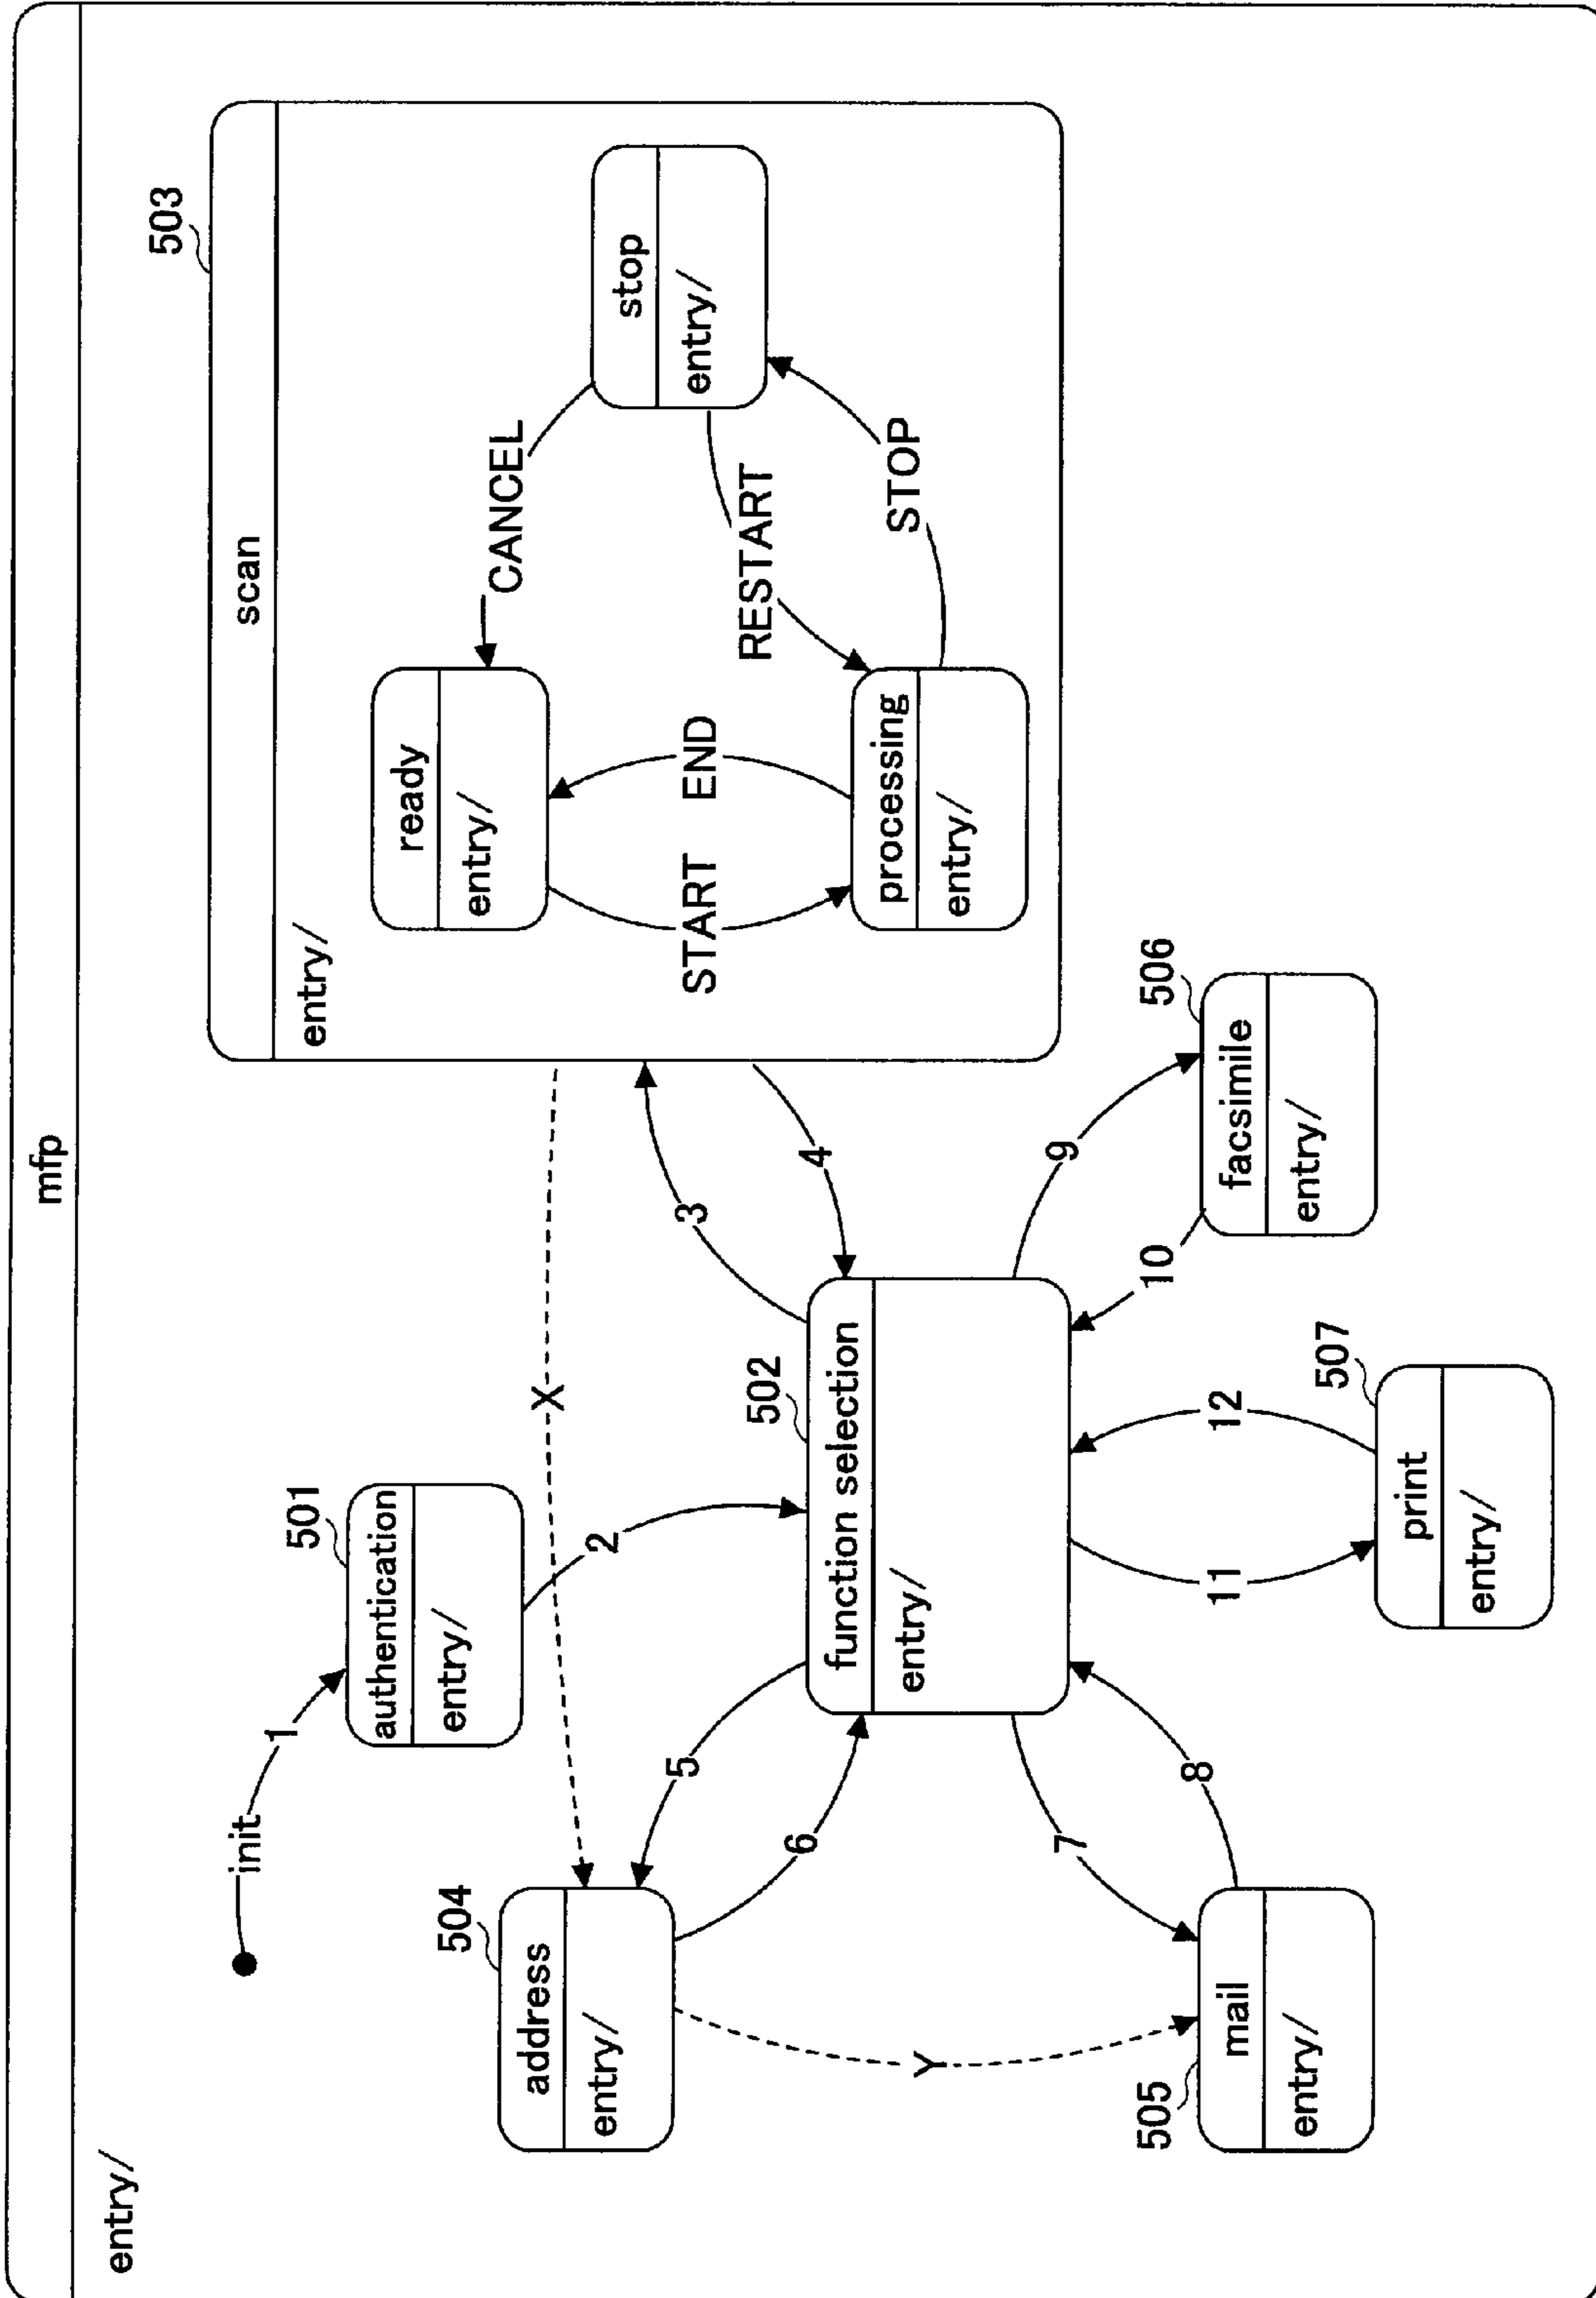 mfp
entry/
init
1
501
authentication
entry/
2
503
scan
entry/
ready
entry/
CANCEL
stop
entry/
START
END
RESTART
STOP
processing
entry/
X
504
address
entry/
5
6
502
function selection
entry/
3
4
Y
7
8
505
mail
entry/
11
12
507
print
entry/
9
10
506
facsimile
entry/